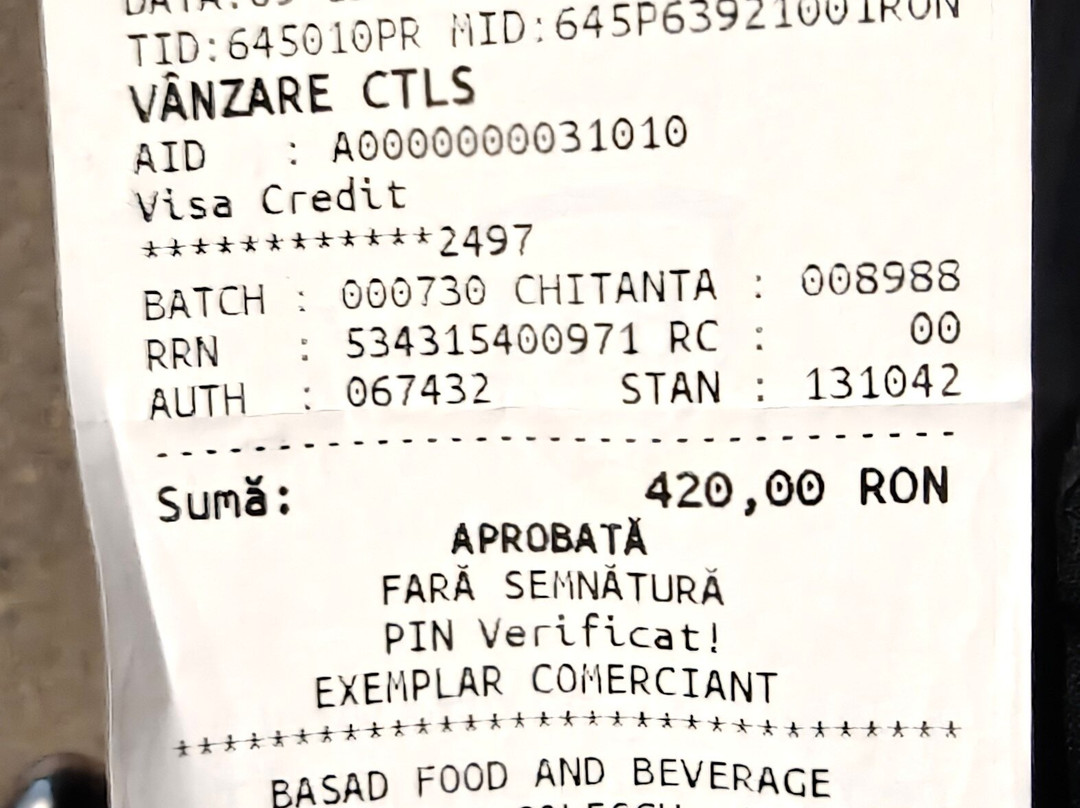 TID:645010PR MID:645P63921001RON
VÂNZARE CTLS
AID : A0000000031010
Visa Credit
************2497
BATCH : 000730 CHITANTA : 008988
RRN : 534315400971 RC : 00
AUTH : 067432 STAN : 131042
--------------------------------
Sumă: 420,00 RON
APROBATĂ
FARĂ SEMNĂTURĂ
PIN Verificat!
EXEMPLAR COMERCIANT
********************************
BASAD FOOD AND BEVERAGE